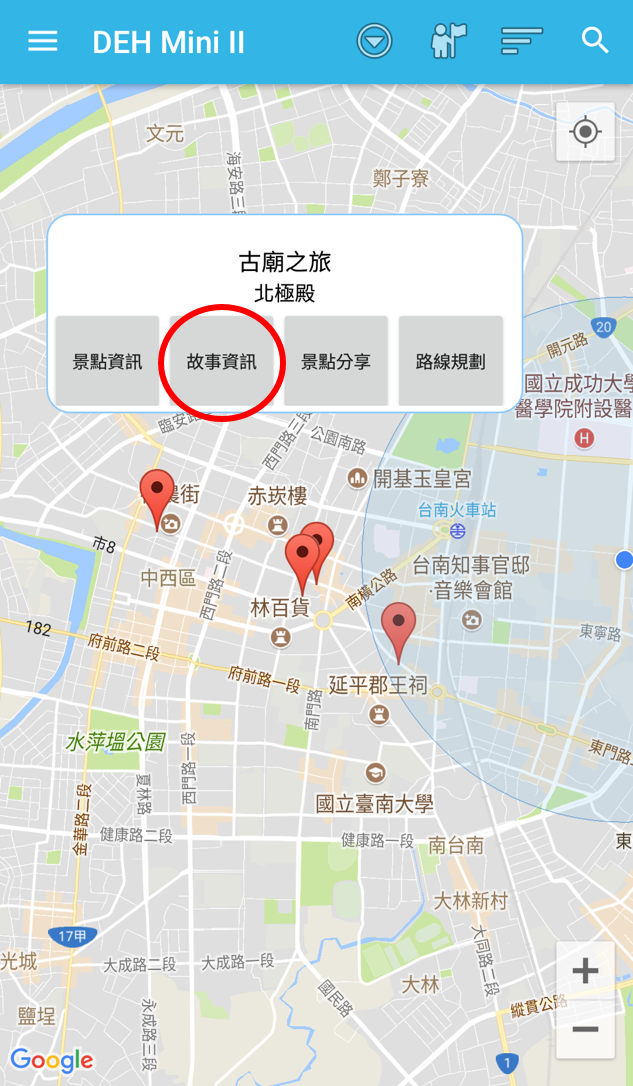 DEH Mini II
文元
海安路三段
鄭子寮
古廟之旅
北極殿
景點資訊
故事資訊
景點分享
路線規劃
20
開元路
國立成功大學
醫學院附設醫
H
臨安路
西門路三段
公園南路
開基玉皇宮
赤崁樓
台南火車站
農街
市8
中西區
西門路二段
台南知事官邸
·音樂會館
南橫公路
林百貨
182
府前路二段
東寧路
府前路一段
延平郡王祠
南門路
水萍塭公園
西門路一段
東門路
夏林路
國立臺南大學
金華路二段
健康路二段
健康路一段
南台南
東
大林新村
17甲
大同路二段
光城
大成路二段
大成路一段
大林
國民路
縱貫公路
鹽埕
永成路三段
1
Google